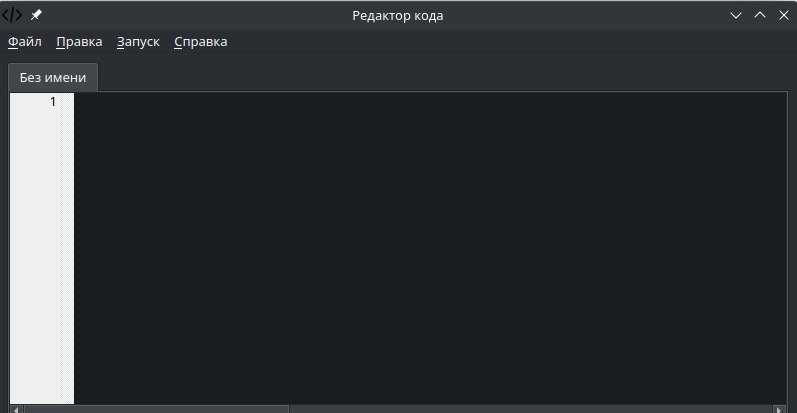 Редактор кода
Файл Правка Запуск Справка
Без имени
1